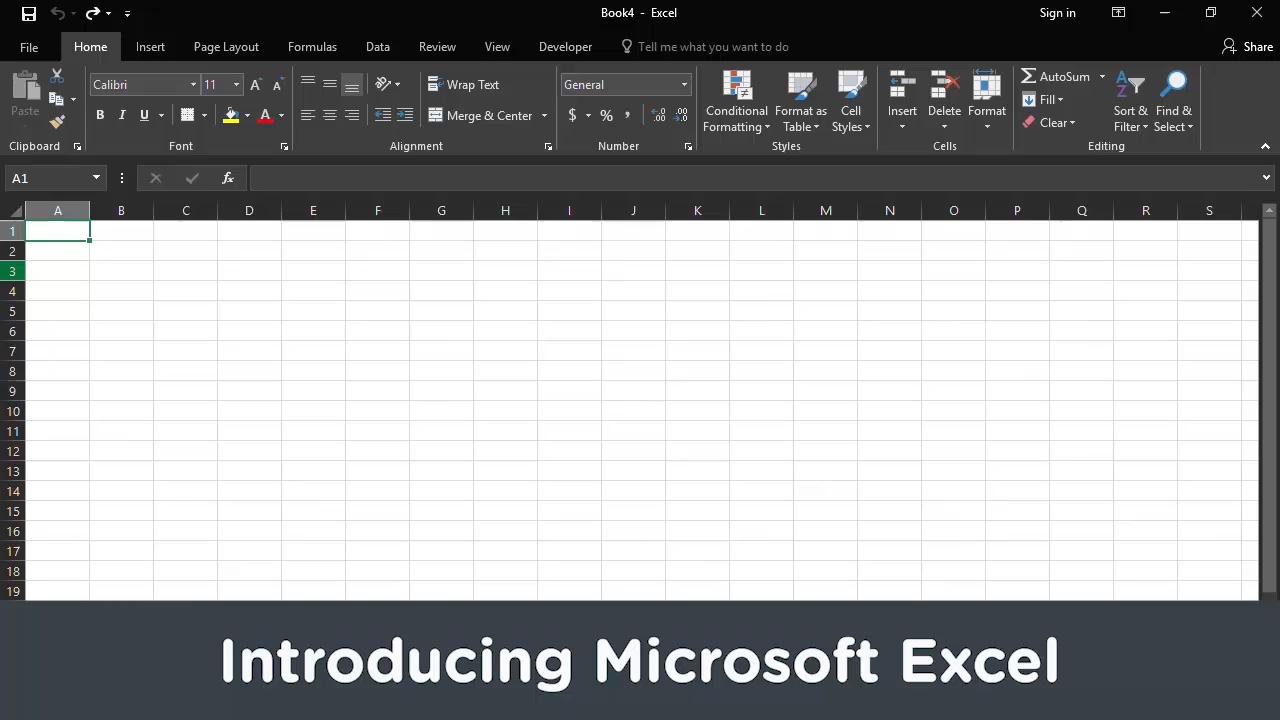 Book4 - Excel
Sign in
File Home Insert Page Layout Formulas Data Review View Developer Tell me what you want to do Share
Paste
Clipboard
Calibri 11
B I U A
Font
Wrap Text
Merge & Center
Alignment
General
$ % ,
Number
Conditional Formatting
Format as Table
Cell Styles
Styles
Insert Delete Format
Cells
AutoSum
Fill
Clear
Sort & Filter
Find & Select
Editing
A1 fx
A B C D E F G H I J K L M N O P Q R S
1
2
3
4
5
6
7
8
9
10
11
12
13
14
15
16
17
18
19
Introducing Microsoft Excel